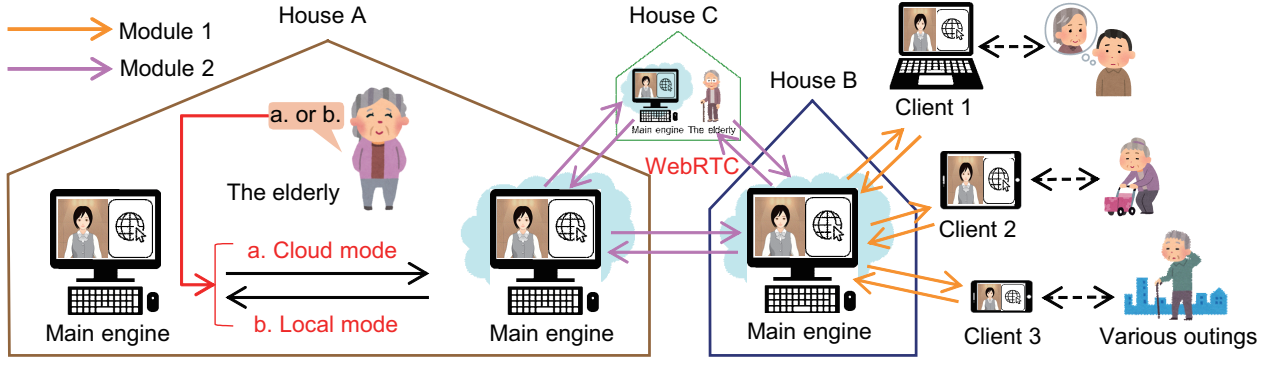 House A
House C
Module 1
Module 2
House B
a. or b.
Client 1
Main engine
The elderly
WebRTC
The elderly
Client 2
a. Cloud mode
b. Local mode
Main engine
Main engine
Main engine
Client 3
Various outings